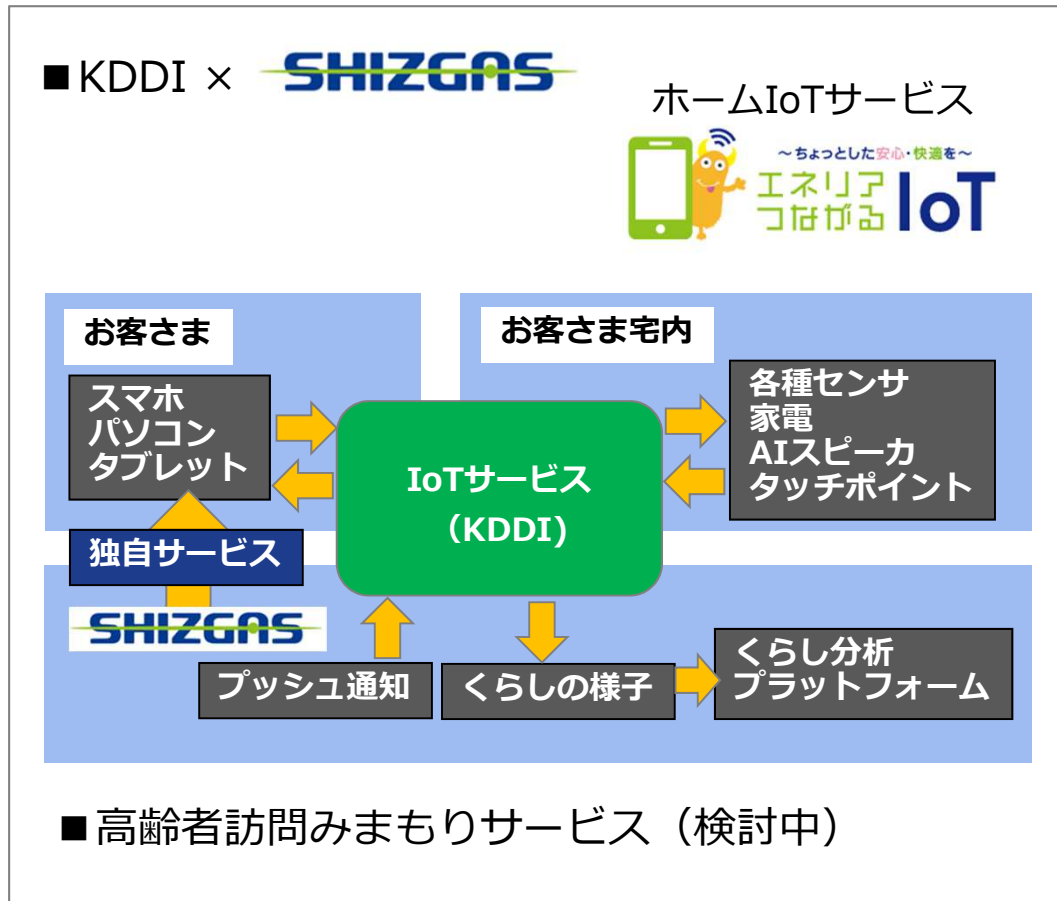 ■KDDI × SHIZGAS
ホームIoTサービス
～ちょっとした安心・快適を～
エネリア
つながる
IoT
お客さま
スマホ
パソコン
タブレット
お客さま宅内
各種センサ
家電
AIスピーカ
タッチポイント
IoTサービス
（KDDI)
独自サービス
SHIZGAS
プッシュ通知
くらしの様子
くらし分析
プラットフォーム
■高齢者訪問みまもりサービス（検討中）